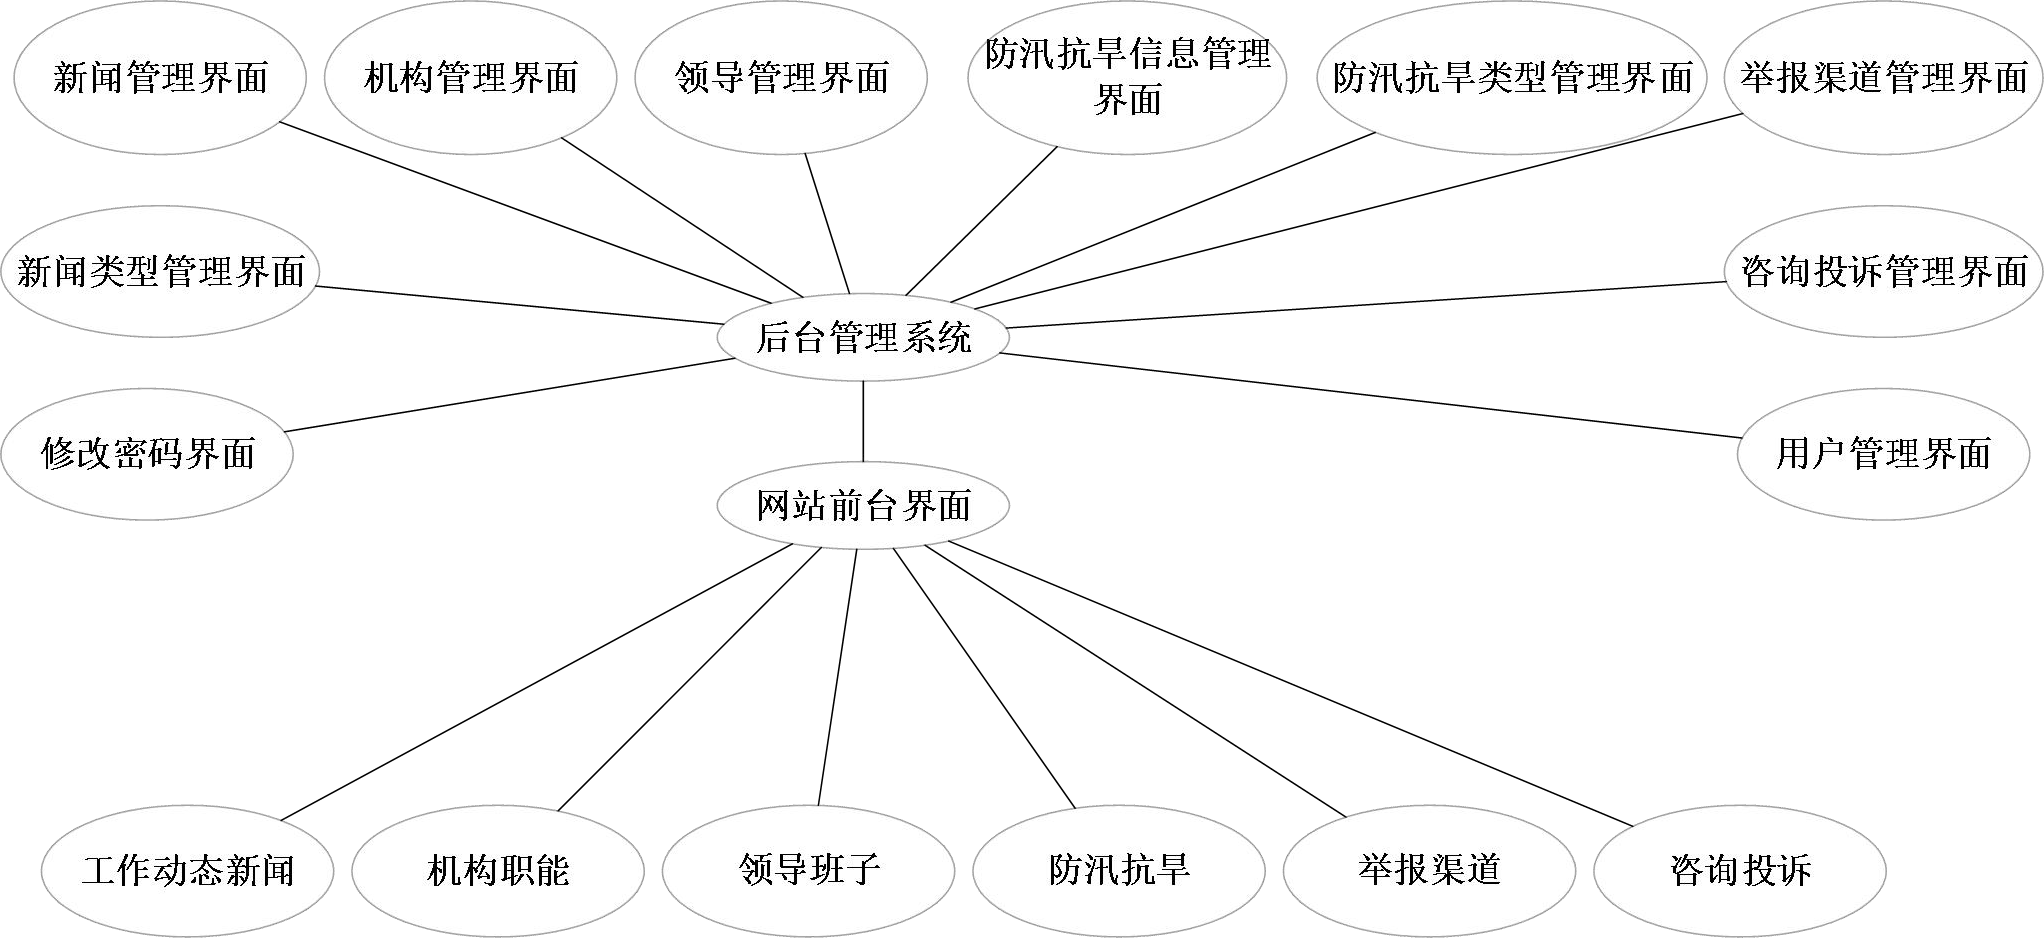 新闻管理界面
机构管理界面
领导管理界面
防汛抗旱信息管理
界面
防汛抗旱类型管理界面
举报渠道管理界面
新闻类型管理界面
咨询投诉管理界面
后台管理系统
修改密码界面
用户管理界面
网站前台界面
工作动态新闻
机构职能
领导班子
防汛抗旱
举报渠道
咨询投诉